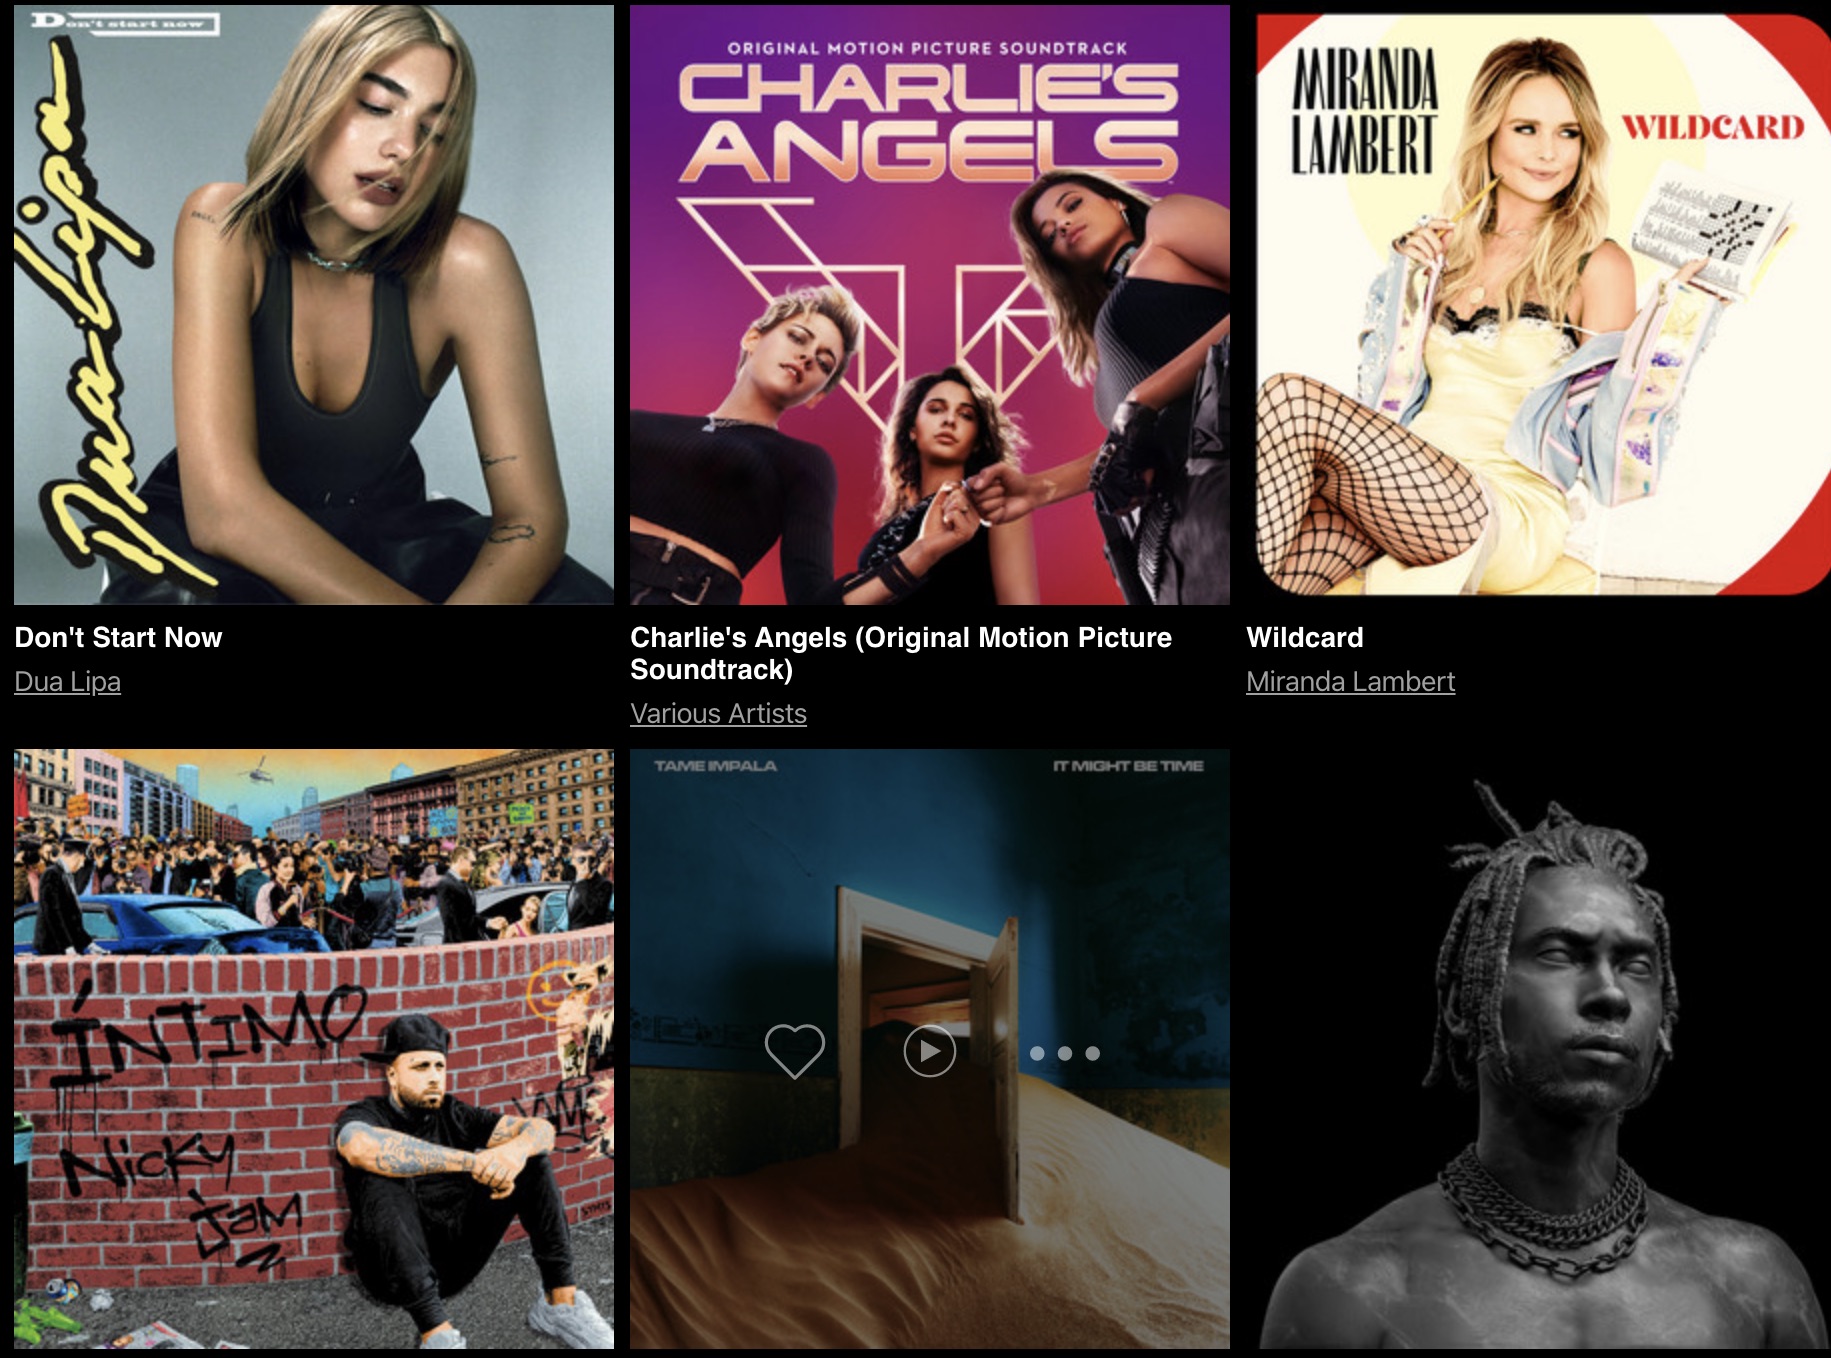 Don't start now
Dua Lipa
ORIGINAL MOTION PICTURE SOUNDTRACK
CHARLIE'S
ANGELS
MIRANDA
LAMBERT
WILDCARD
Don't Start Now
Dua Lipa
Charlie's Angels (Original Motion Picture
Soundtrack)
Various Artists
Wildcard
Miranda Lambert
ÍNTIMO
NICKY
JAM
TAME IMPALA
IT MIGHT BE TIME